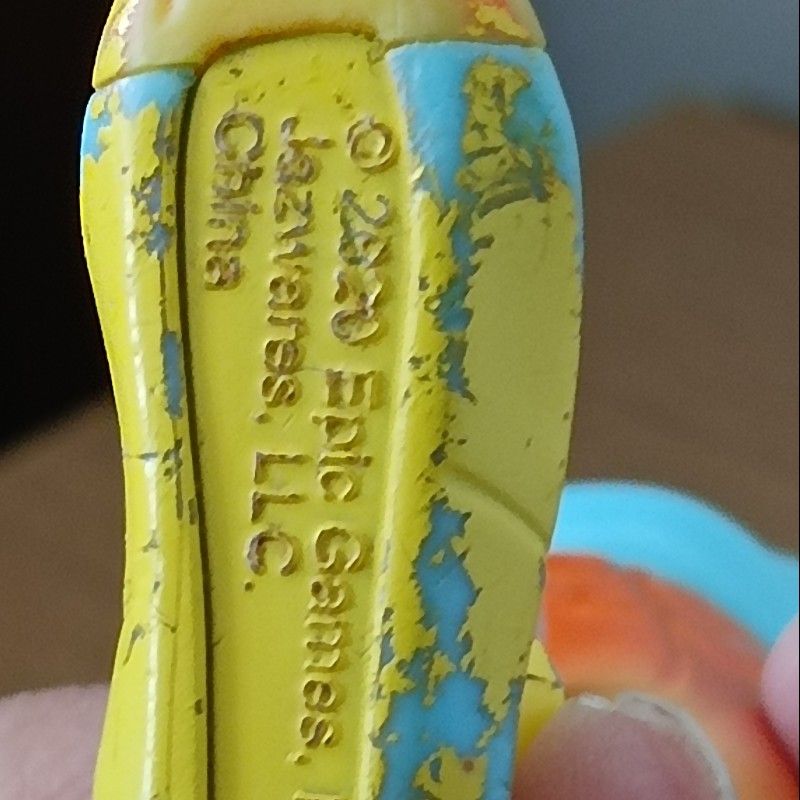 © 2020 Epic Games,
Jazwares, LLC.
China